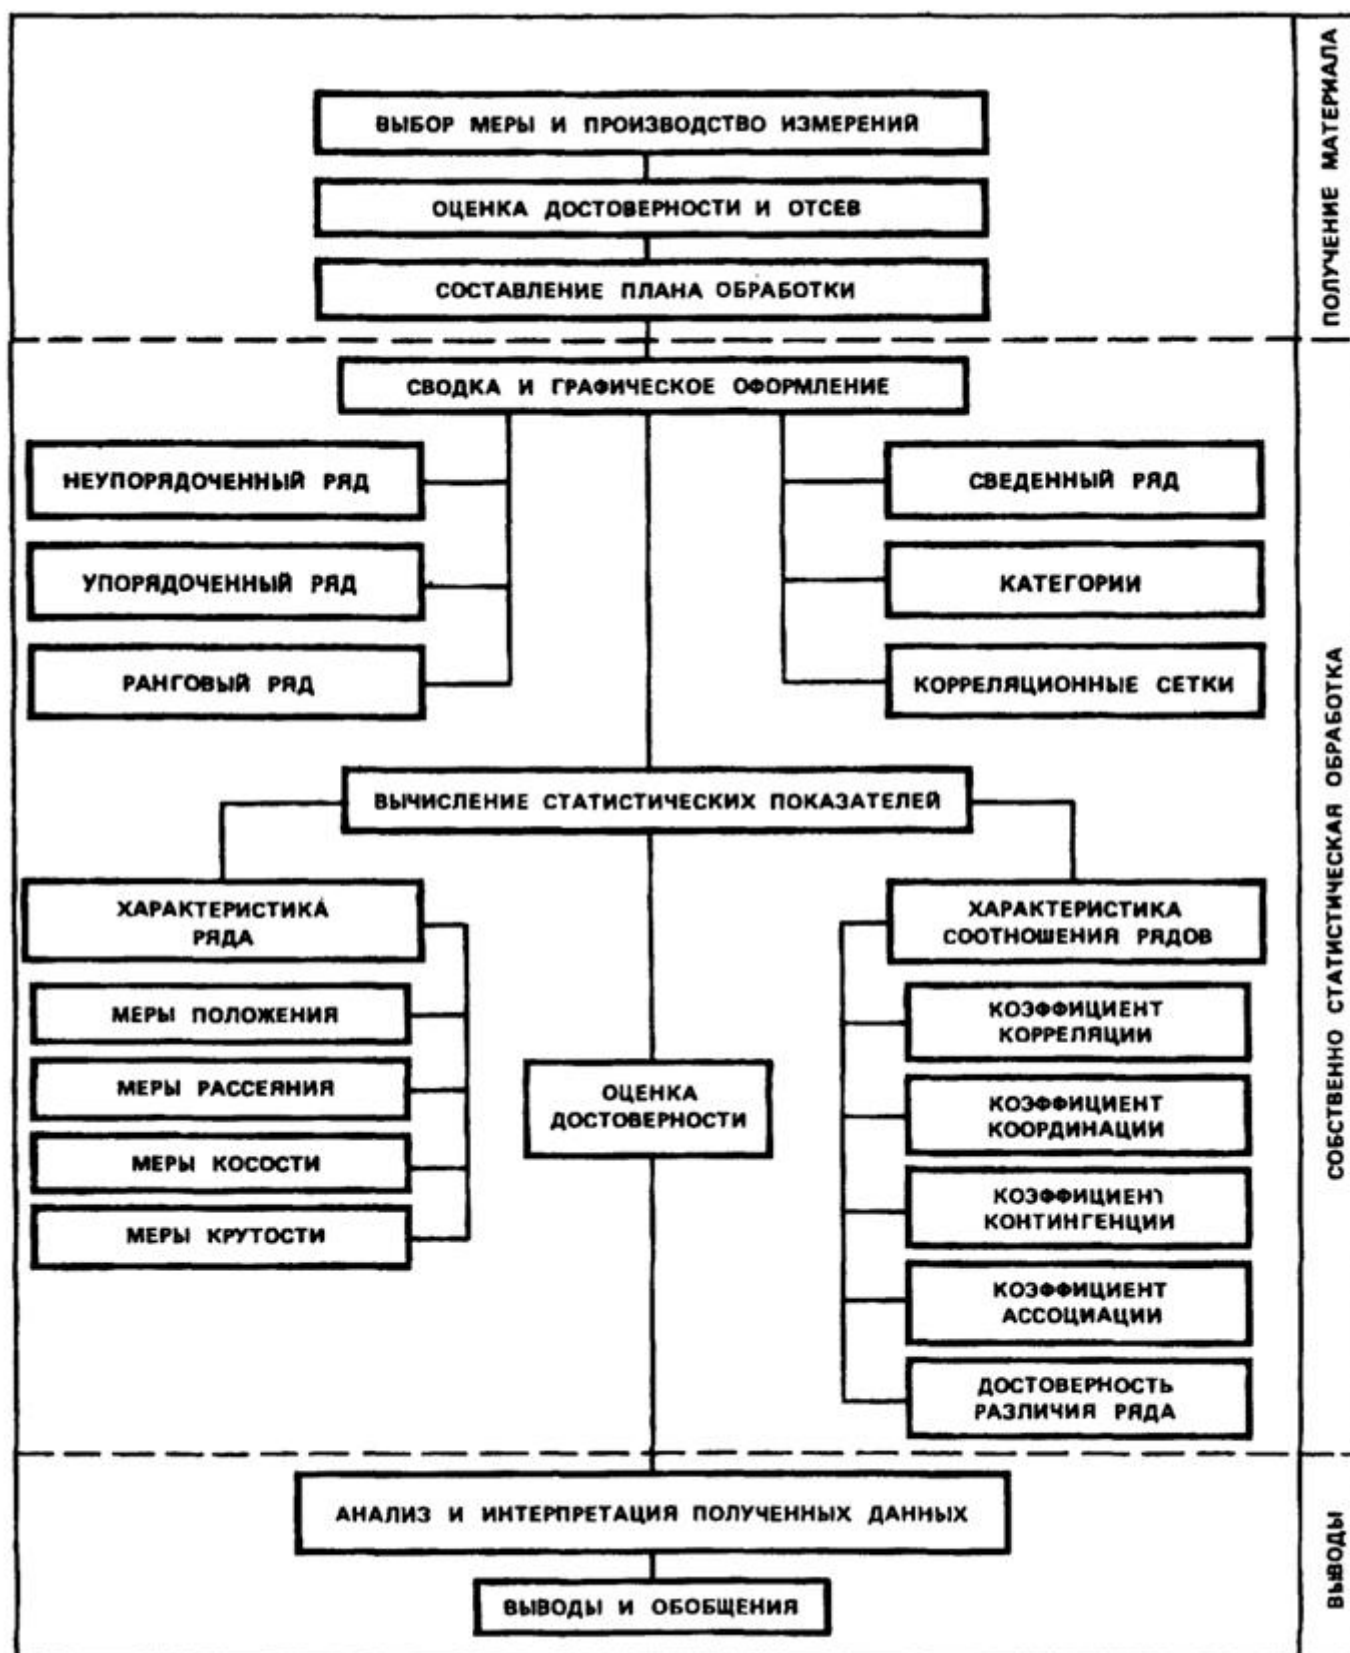 ПОЛУЧЕНИЕ МАТЕРИАЛА
ВЫБОР МЕРЫ И ПРОИЗВОДСТВО ИЗМЕРЕНИЙ
ОЦЕНКА ДОСТОВЕРНОСТИ И ОТСЕВ
СОСТАВЛЕНИЕ ПЛАНА ОБРАБОТКИ
СОБСТВЕННО СТАТИСТИЧЕСКАЯ ОБРАБОТКА
СВОДКА И ГРАФИЧЕСКОЕ ОФОРМЛЕНИЕ
НЕУПОРЯДОЧЕННЫЙ РЯД
УПОРЯДОЧЕННЫЙ РЯД
РАНГОВЫЙ РЯД
СВЕДЕННЫЙ РЯД
КАТЕГОРИИ
КОРРЕЛЯЦИОННЫЕ СЕТКИ
ВЫЧИСЛЕНИЕ СТАТИСТИЧЕСКИХ ПОКАЗАТЕЛЕЙ
ХАРАКТЕРИСТИКА
РЯДА
МЕРЫ ПОЛОЖЕНИЯ
МЕРЫ РАССЕЯНИЯ
МЕРЫ КОСОСТИ
МЕРЫ КРУТОСТИ
ОЦЕНКА
ДОСТОВЕРНОСТИ
ХАРАКТЕРИСТИКА
СООТНОШЕНИЯ РЯДОВ
КОЭФФИЦИЕНТ
КОРРЕЛЯЦИИ
КОЭФФИЦИЕНТ
КООРДИНАЦИИ
КОЭФФИЦИЕНТ
КОНТИНГЕНЦИИ
КОЭФФИЦИЕНТ
АССОЦИАЦИИ
ДОСТОВЕРНОСТЬ
РАЗЛИЧИЯ РЯДА
ВЫВОДЫ
АНАЛИЗ И ИНТЕРПРЕТАЦИЯ ПОЛУЧЕННЫХ ДАННЫХ
ВЫВОДЫ И ОБОБЩЕНИЯ